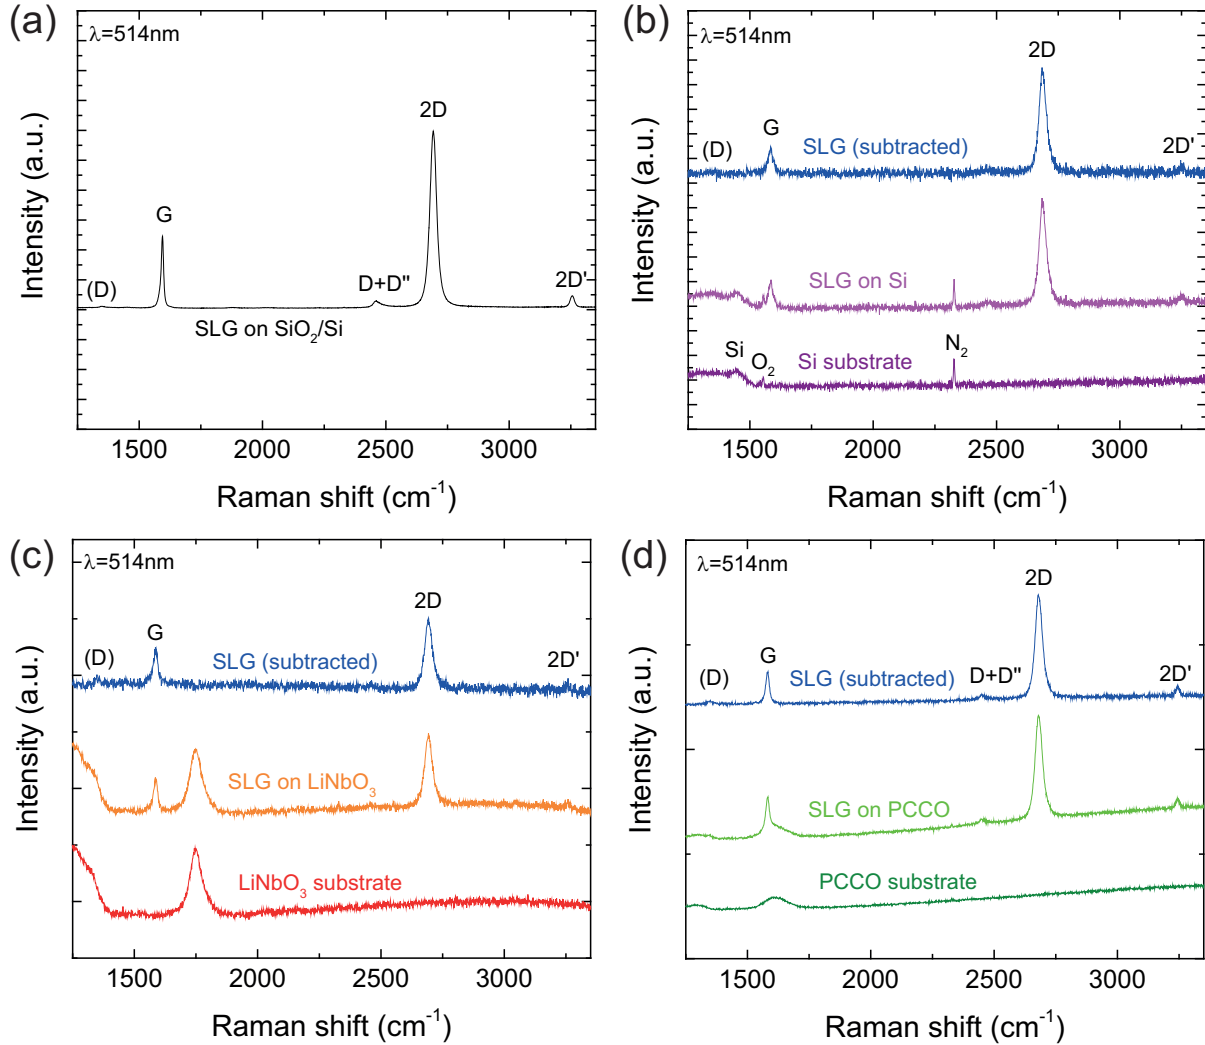 (a)
λ=514nm
2D
G
(D)
D+D"
2D'
SLG on SiO2/Si
Intensity (a.u.)
1500 2000 2500 3000
Raman shift (cm-1)
(b)
λ=514nm
2D
G
(D)
SLG (subtracted)
2D'
SLG on Si
Si
O2
Si substrate
N2
Intensity (a.u.)
1500 2000 2500 3000
Raman shift (cm-1)
(c)
λ=514nm
2D
G
(D)
SLG (subtracted)
2D'
SLG on LiNbO3
LiNbO3 substrate
Intensity (a.u.)
1500 2000 2500 3000
Raman shift (cm-1)
(d)
λ=514nm
2D
G
(D)
SLG (subtracted)
D+D"
2D'
SLG on PCCO
PCCO substrate
Intensity (a.u.)
1500 2000 2500 3000
Raman shift (cm-1)